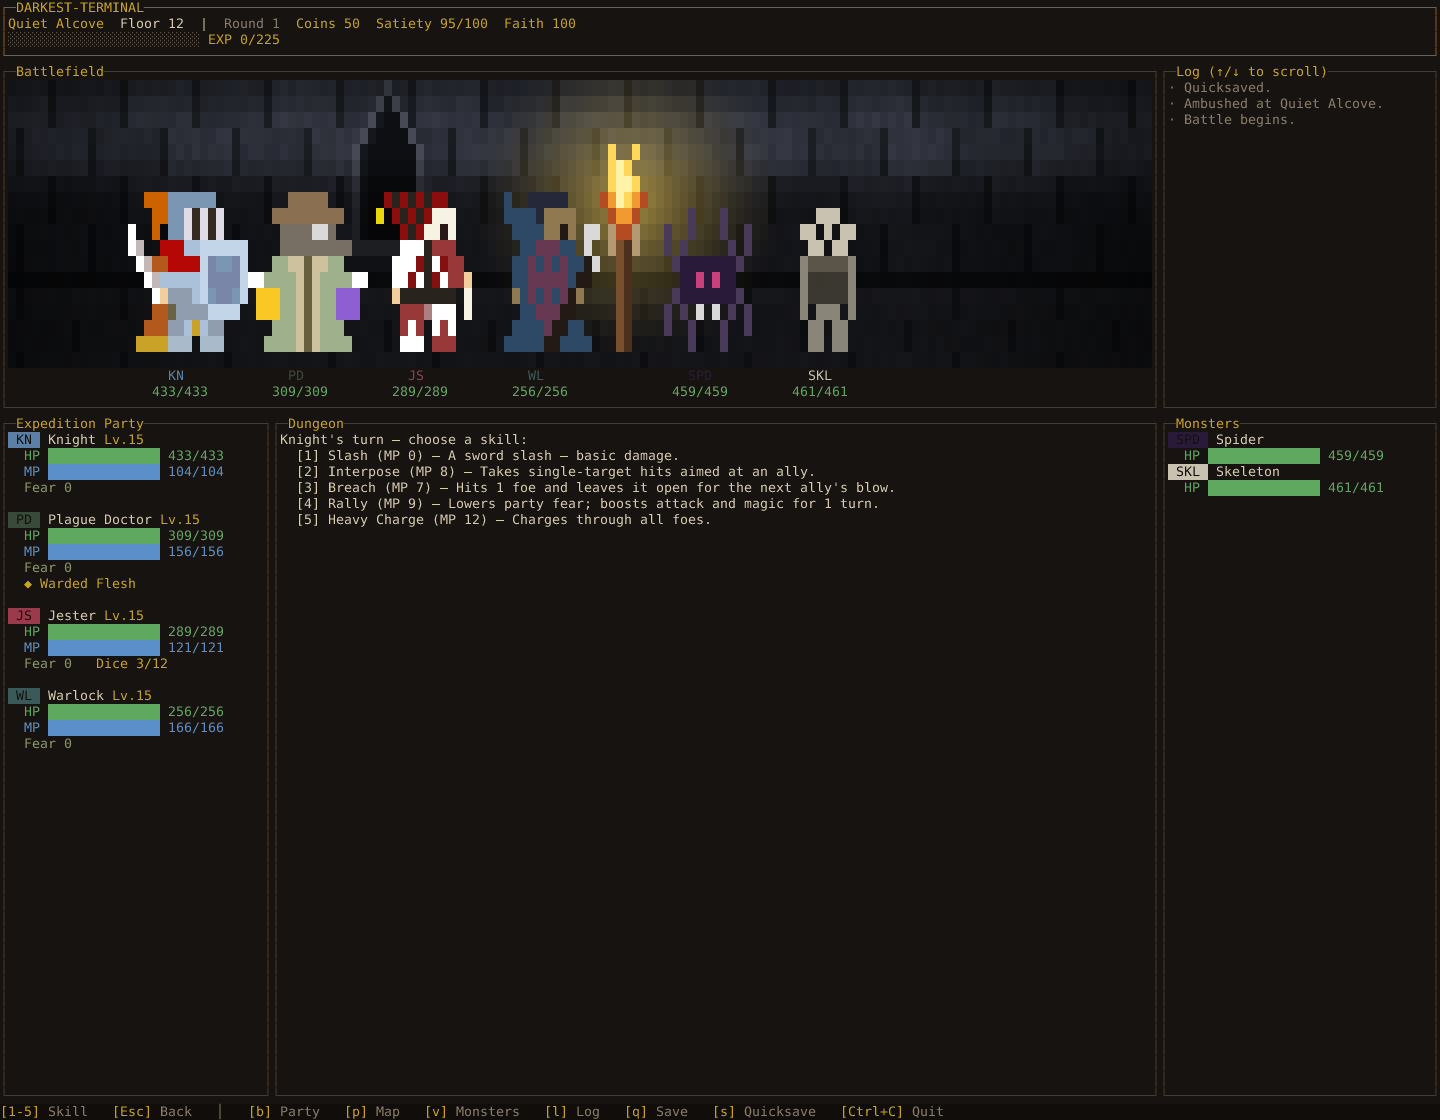 DARKEST-TERMINAL
Quiet Alcove  Floor 12  |  Round 1  Coins 50  Satiety 95/100  Faith 100
EXP 0/225
Battlefield
KN PD JS WL SPD SKL
433/433 309/309 289/289 256/256 459/459 461/461
Log (↑/↓ to scroll)
· Quicksaved.
· Ambushed at Quiet Alcove.
· Battle begins.
Expedition Party
KN Knight Lv.15
HP 433/433
MP 104/104
Fear 0
PD Plague Doctor Lv.15
HP 309/309
MP 156/156
Fear 0
◆ Warded Flesh
JS Jester Lv.15
HP 289/289
MP 121/121
Fear 0   Dice 3/12
WL Warlock Lv.15
HP 256/256
MP 166/166
Fear 0
Dungeon
Knight's turn — choose a skill:
[1] Slash (MP 0) — A sword slash — basic damage.
[2] Interpose (MP 8) — Takes single-target hits aimed at an ally.
[3] Breach (MP 7) — Hits 1 foe and leaves it open for the next ally's blow.
[4] Rally (MP 9) — Lowers party fear; boosts attack and magic for 1 turn.
[5] Heavy Charge (MP 12) — Charges through all foes.
Monsters
SPD Spider
HP 459/459
SKL Skeleton
HP 461/461
[1-5] Skill   [Esc] Back   │   [b] Party   [p] Map   [v] Monsters   [l] Log   [q] Save   [s] Quicksave   [Ctrl+C] Quit